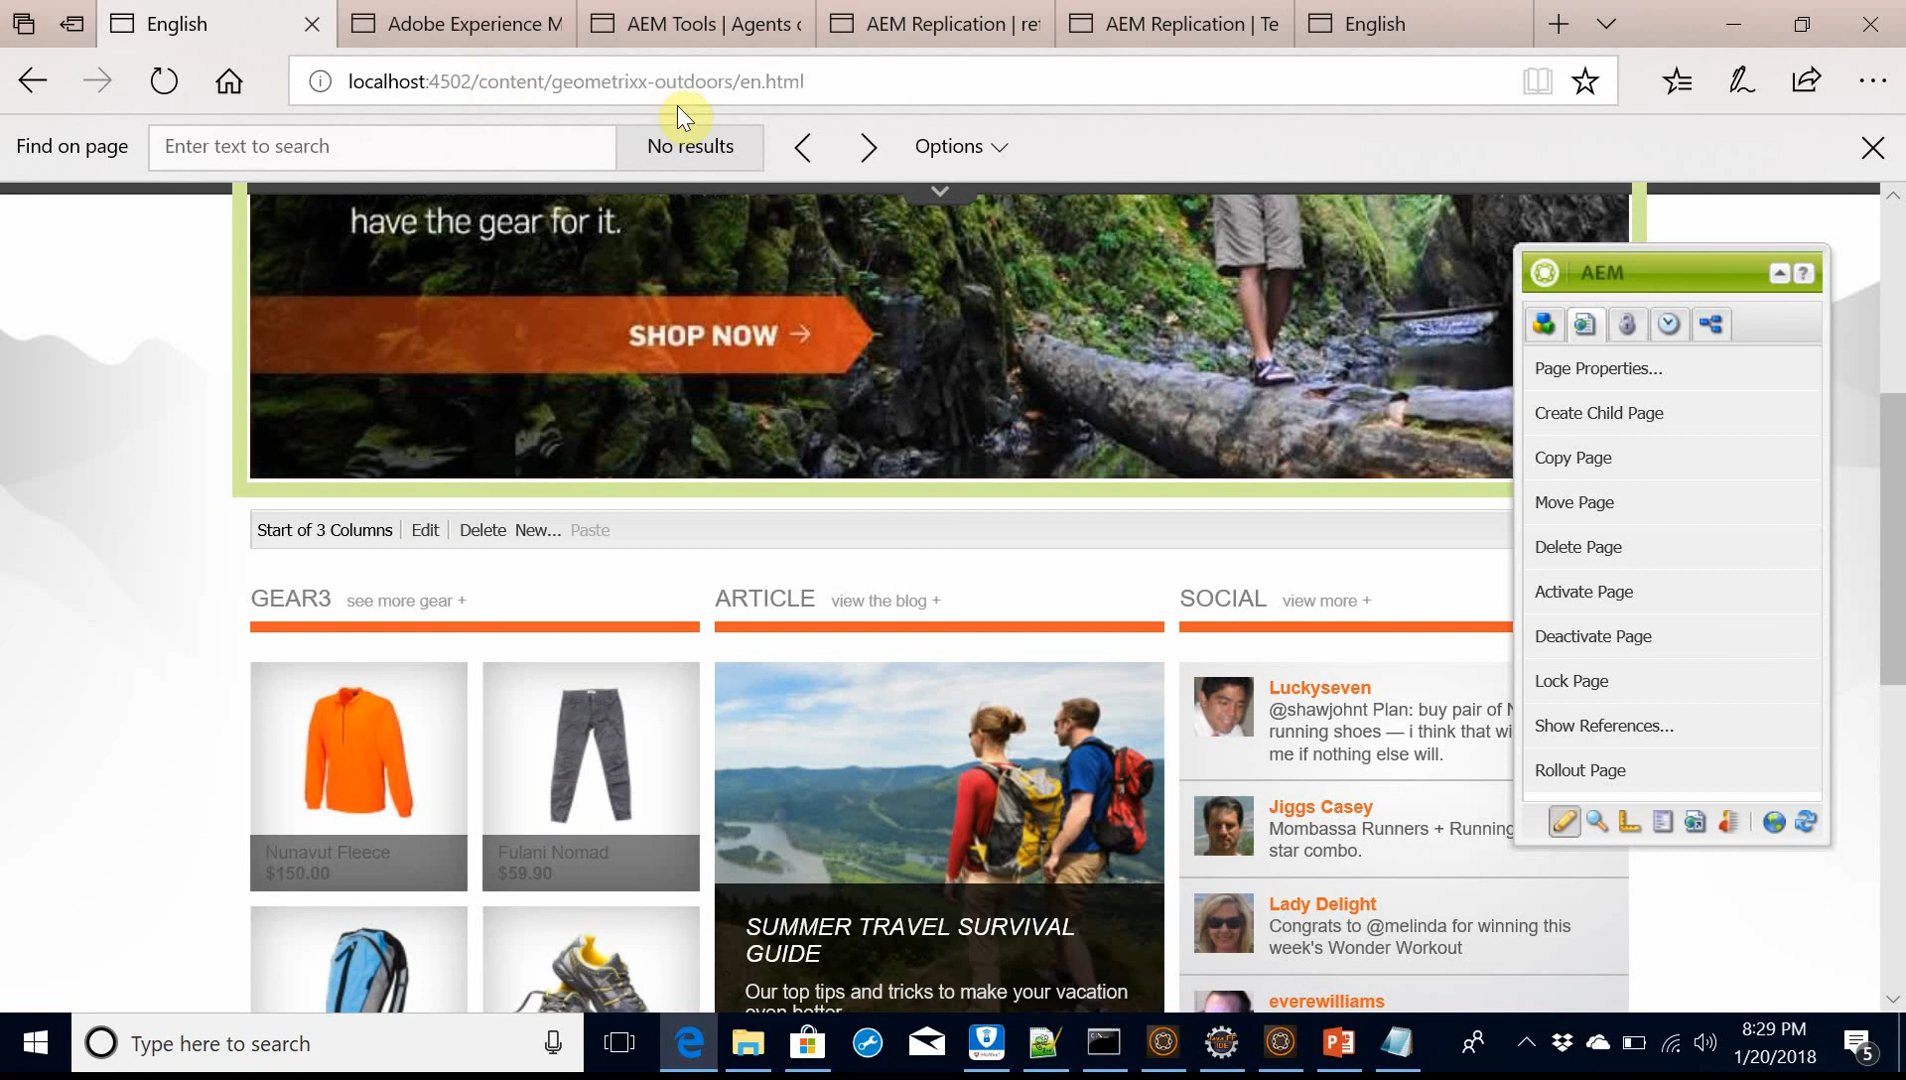 English
Adobe Experience M
AEM Tools | Agents c
AEM Replication | re
AEM Replication | Te
English
localhost:4502/content/geometrixx-outdoors/en.html
Find on page
Enter text to search
No results
Options
have the gear for it.
SHOP NOW
AEM
Page Properties...
Create Child Page
Copy Page
Move Page
Delete Page
Activate Page
Deactivate Page
Lock Page
Show References...
Rollout Page
Start of 3 Columns Edit Delete New... Paste
GEAR3 see more gear +
ARTICLE view the blog +
SOCIAL view more +
Nunavut Fleece
$150.00
Fulani Nomad
$59.90
SUMMER TRAVEL SURVIVAL
GUIDE
Our top tips and tricks to make your vacation
even better
Luckyseven
@shawjohnt Plan: buy pair of
running shoes — i think that wi
me if nothing else will.
Jiggs Casey
Mombassa Runners + Running
star combo.
Lady Delight
Congrats to @melinda for winning this
week's Wonder Workout
everewilliams
Type here to search
8:29 PM
1/20/2018
5